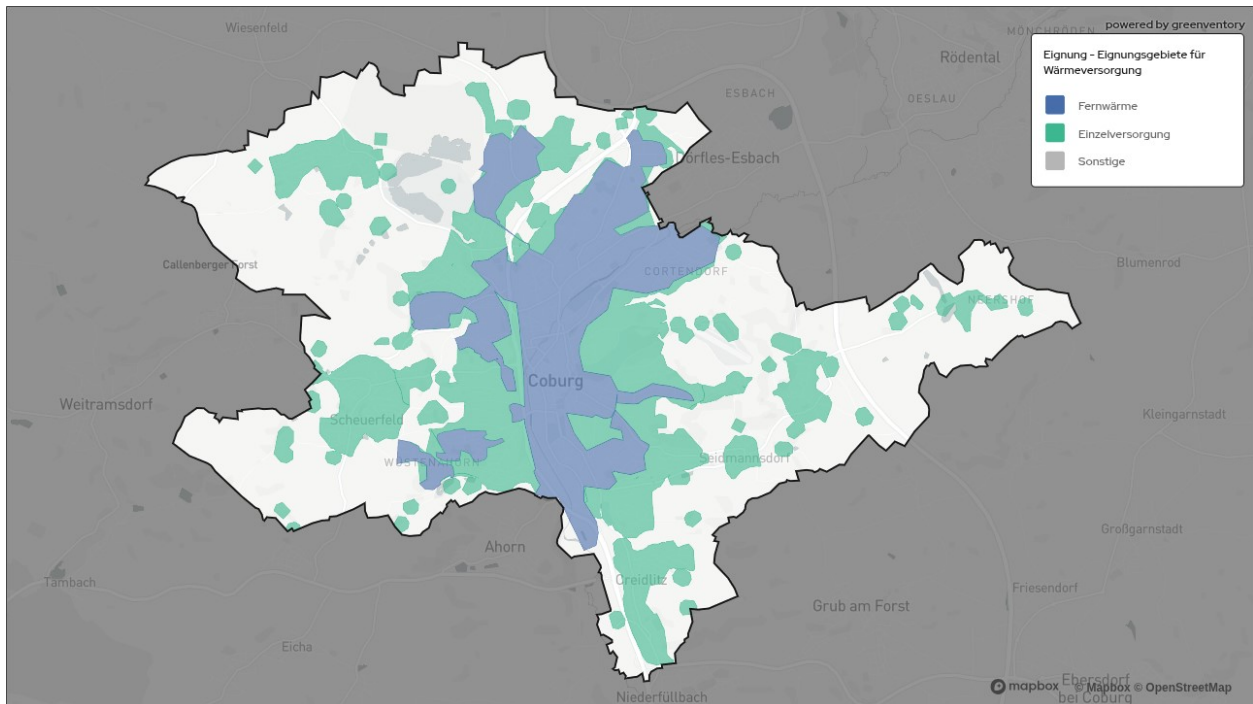 Wiesenfeld
MÖNCHRÖDEN
powered by greenventory
Rödental
Eignung - Eignungsgebiete für
Wärmeversorgung
Fernwärme
Einzelversorgung
Sonstige
ESBACH
OESLAU
Dörfles-Esbach
Callenberger Forst
CORTENDORF
Blumenrod
NSERSHOF
Coburg
Weitramsdorf
Scheuerfeld
Kleingarnstadt
WÜSTENAHORN
Seidmannsdorf
Ahorn
Großgarnstadt
Tambach
Creidlitz
Friesendorf
Grub am Forst
Eicha
Ebersdorf
bei Coburg
Niederfüllbach
mapbox
© Mapbox © OpenStreetMap